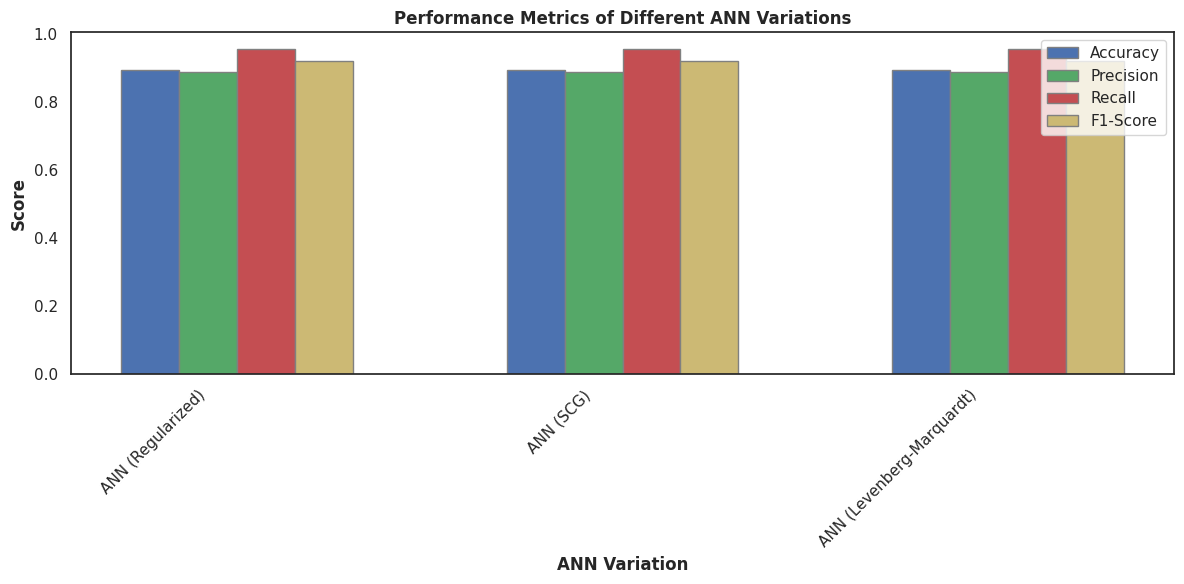 Performance Metrics of Different ANN Variations
1.0
0.8
0.6
0.4
0.2
0.0
Score
Accuracy
Precision
Recall
F1-Score
ANN (Regularized)
ANN (SCG)
ANN (Levenberg-Marquardt)
ANN Variation